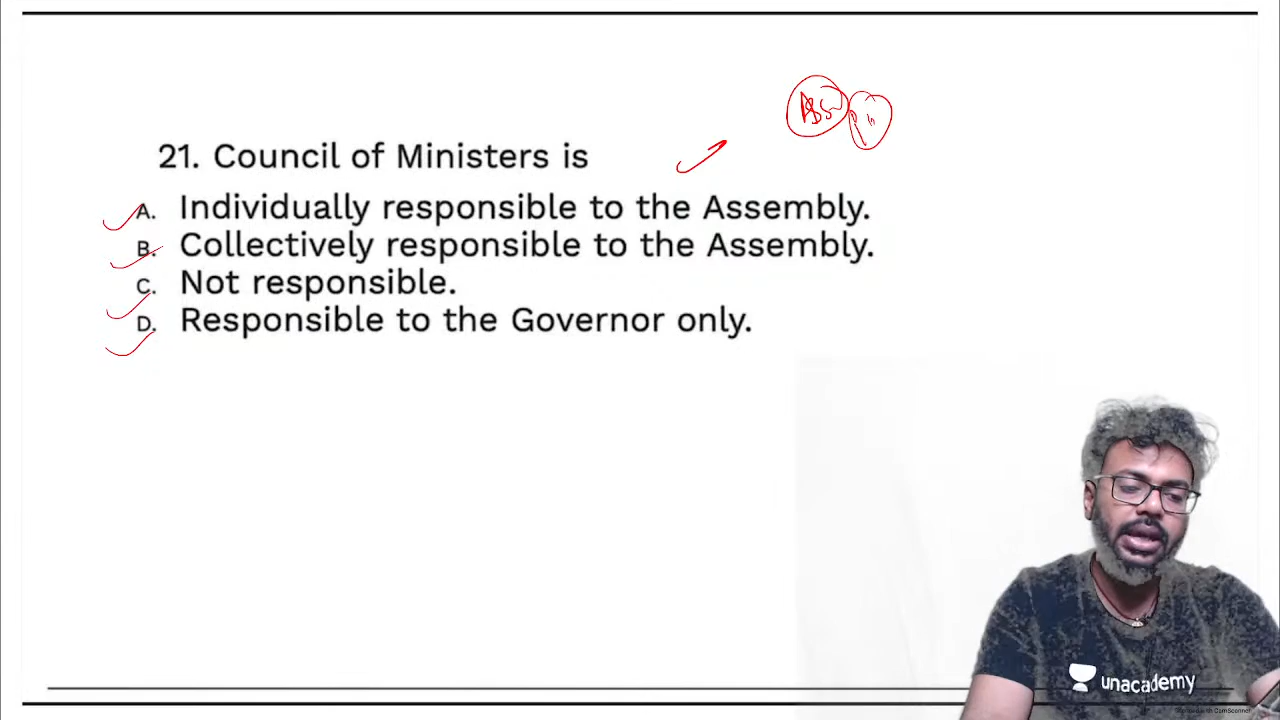 21. Council of Ministers is
A. Individually responsible to the Assembly.
B. Collectively responsible to the Assembly.
C. Not responsible.
D. Responsible to the Governor only.
unacademy